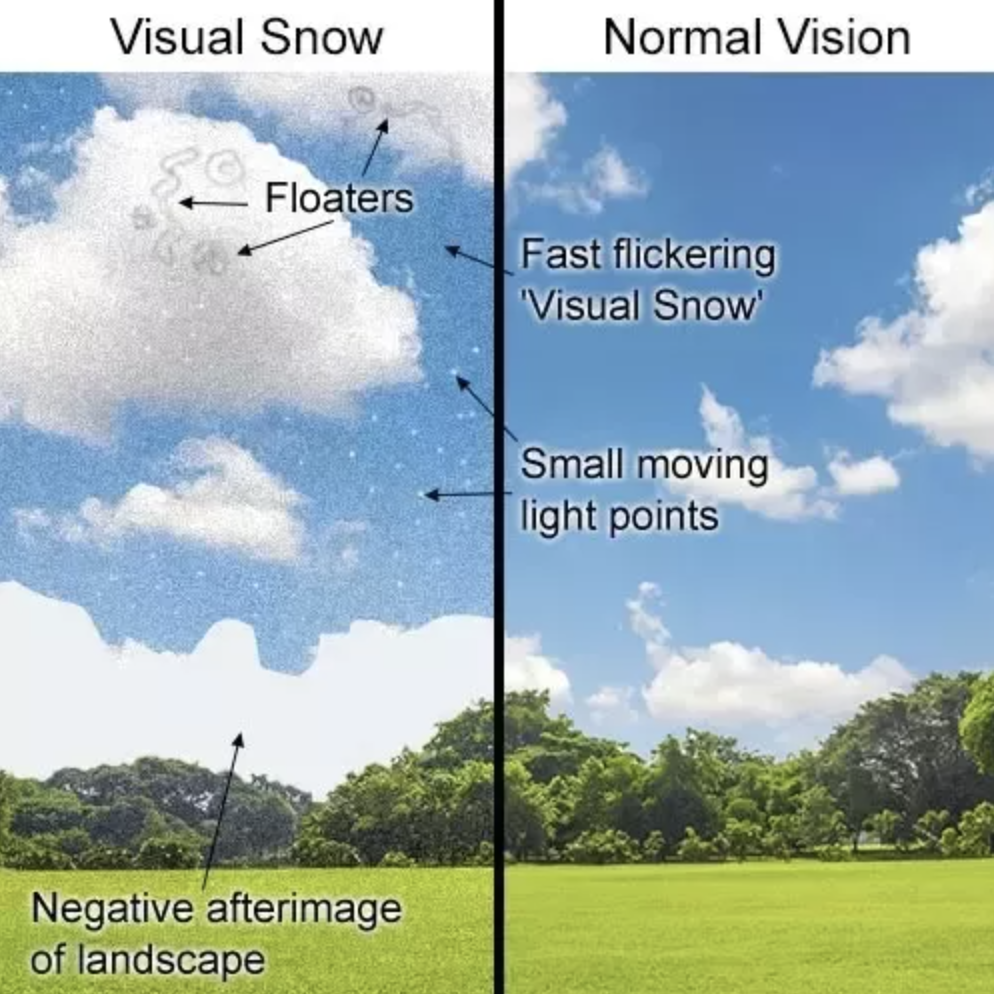 Visual Snow
Normal Vision
Floaters
Fast flickering
'Visual Snow'
Small moving
light points
Negative afterimage
of landscape